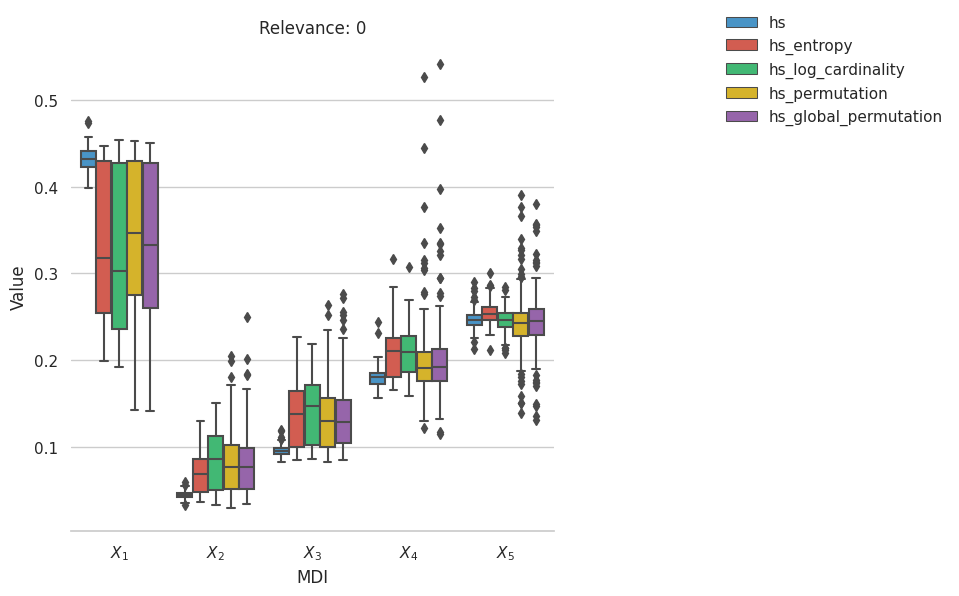 Relevance: 0
hs
hs_entropy
hs_log_cardinality
hs_permutation
hs_global_permutation
Value
0.5
0.4
0.3
0.2
0.1
X₁ X₂ X₃ X₄ X₅
MDI